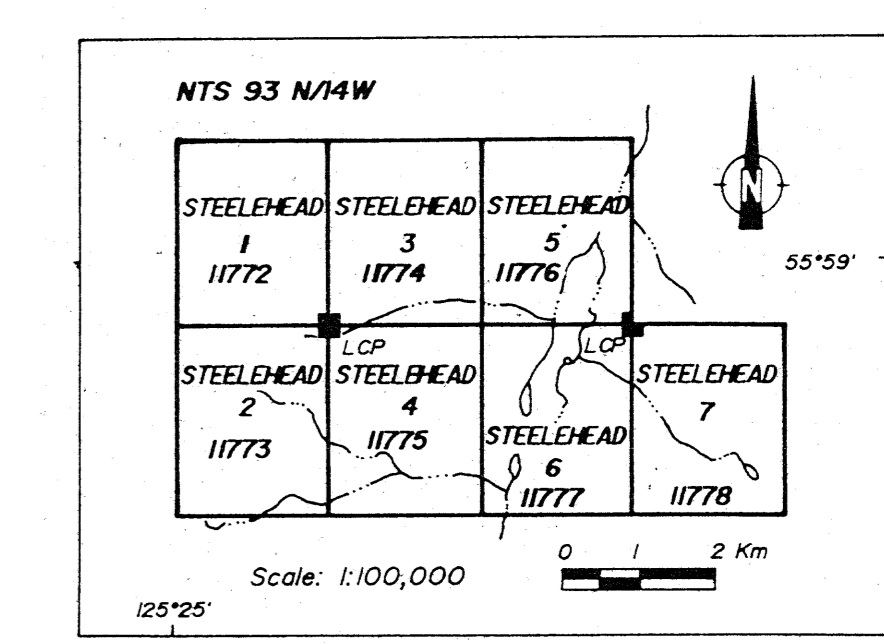 NTS 93 N/14W
N
STEELEHEAD
1
11772
STEELEHEAD
3
11774
STEELEHEAD
5
11776
55°59'
LCP
LCP
STEELEHEAD
2
11773
STEELEHEAD
4
11775
STEELEHEAD
6
11777
STEELEHEAD
7
11778
0 1 2 Km
Scale: 1:100,000
125°25'